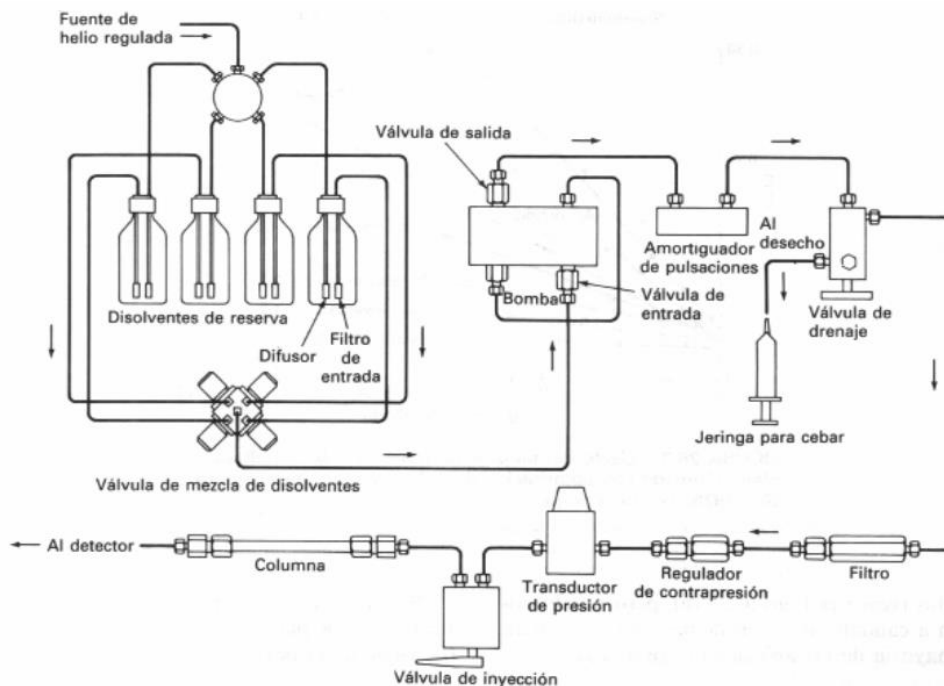 Fuente de
helio regulada
Válvula de salida
Al
desecho
Amortiguador
de pulsaciones
Bomba
Válvula de
entrada
Válvula de
drenaje
Disolventes de reserva
Difusor
Filtro
de
entrada
Jeringa para cebar
Válvula de mezcla de disolventes
Al detector
Columna
Transductor
de presión
Regulador
de contrapresión
Filtro
Válvula de inyección